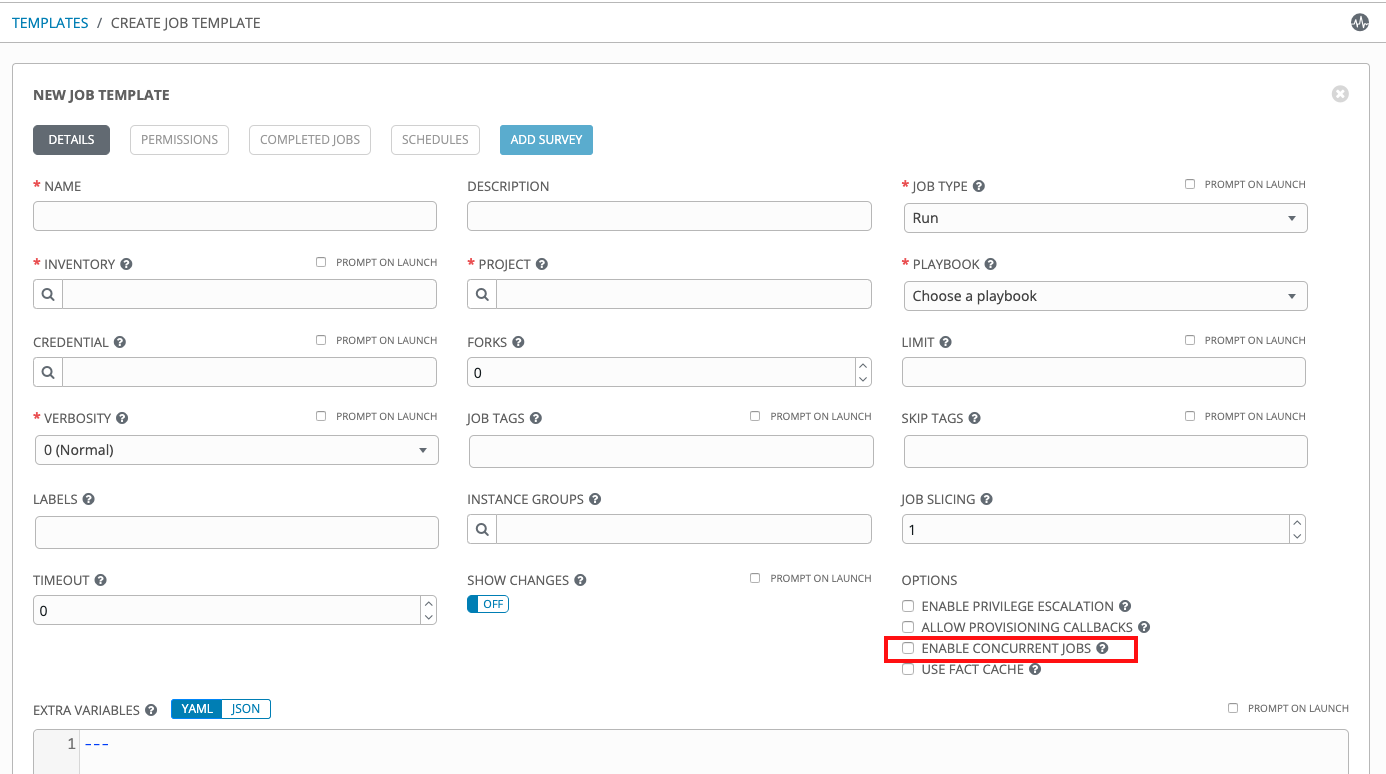 TEMPLATES / CREATE JOB TEMPLATE
NEW JOB TEMPLATE
DETAILS PERMISSIONS COMPLETED JOBS SCHEDULES ADD SURVEY
* NAME DESCRIPTION * JOB TYPE ? PROMPT ON LAUNCH
Run
* INVENTORY ? PROMPT ON LAUNCH * PROJECT ? * PLAYBOOK ?
Choose a playbook
CREDENTIAL ? PROMPT ON LAUNCH FORKS ? LIMIT ? PROMPT ON LAUNCH
0
* VERBOSITY ? PROMPT ON LAUNCH JOB TAGS ? PROMPT ON LAUNCH SKIP TAGS ? PROMPT ON LAUNCH
0 (Normal)
LABELS ? INSTANCE GROUPS ? JOB SLICING ?
1
TIMEOUT ? SHOW CHANGES ? PROMPT ON LAUNCH OPTIONS
0 OFF ENABLE PRIVILEGE ESCALATION ?
ALLOW PROVISIONING CALLBACKS ?
ENABLE CONCURRENT JOBS ?
USE FACT CACHE ?
EXTRA VARIABLES ? YAML JSON PROMPT ON LAUNCH
1 ---